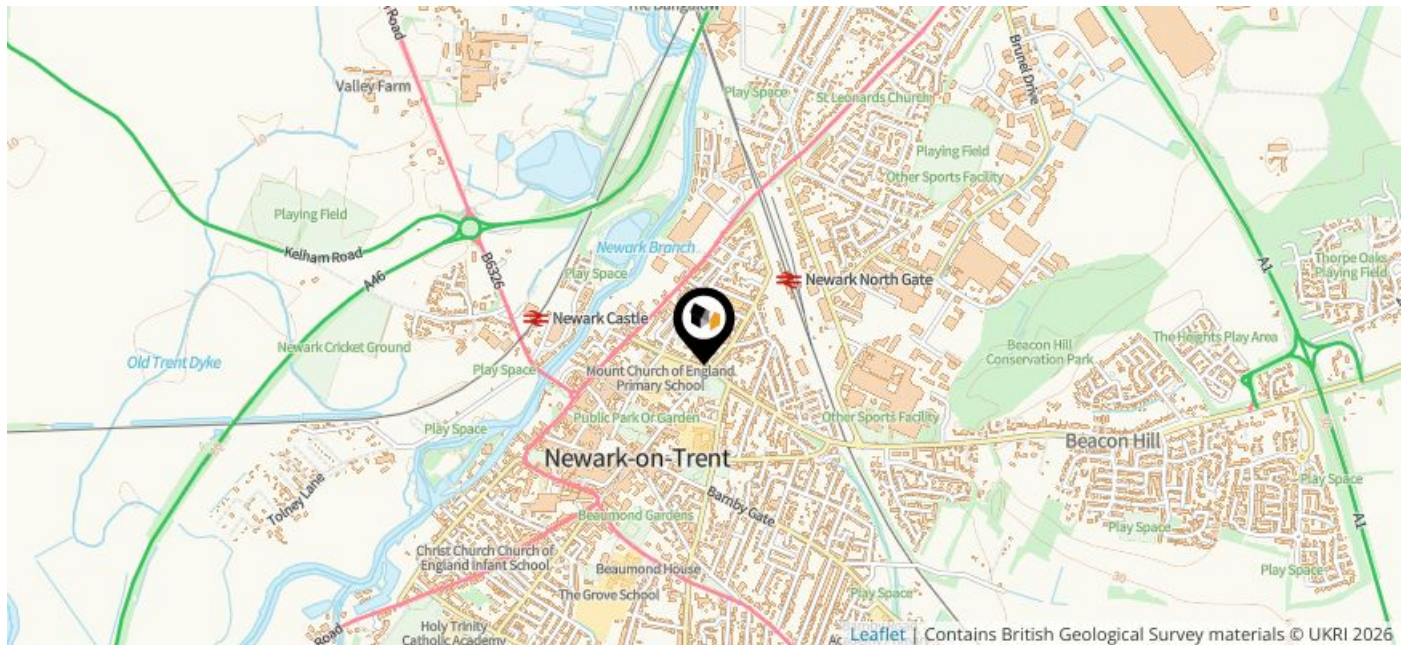 The Bungalow
Road
Valley Farm
Brunel Drive
Play Space
St Leonards Church
10
10
Playing Field
Other Sports Facility
Playing Field
Kelham Road
A46
B6326
Newark Branch
Play Space
Newark North Gate
A1
Thorpe Oaks
Playing Field
Newark Castle
Newark Cricket Ground
Old Trent Dyke
Play Space
Mount Church of England
Primary School
Beacon Hill
Conservation Park
The Heights Play Area
Public Park Or Garden
Other Sports Facility
Play Space
Beacon Hill
Newark-on-Trent
Tolney Lane
Barnby Gate
Play Space
Beaumond Gardens
Play Space
A1
Christ Church Church of
England Infant School
Beaumond House
The Grove School
30
Play Space
Play Space
Road
Holy Trinity
Catholic Academy
Leaflet | Contains British Geological Survey materials © UKRI 2026